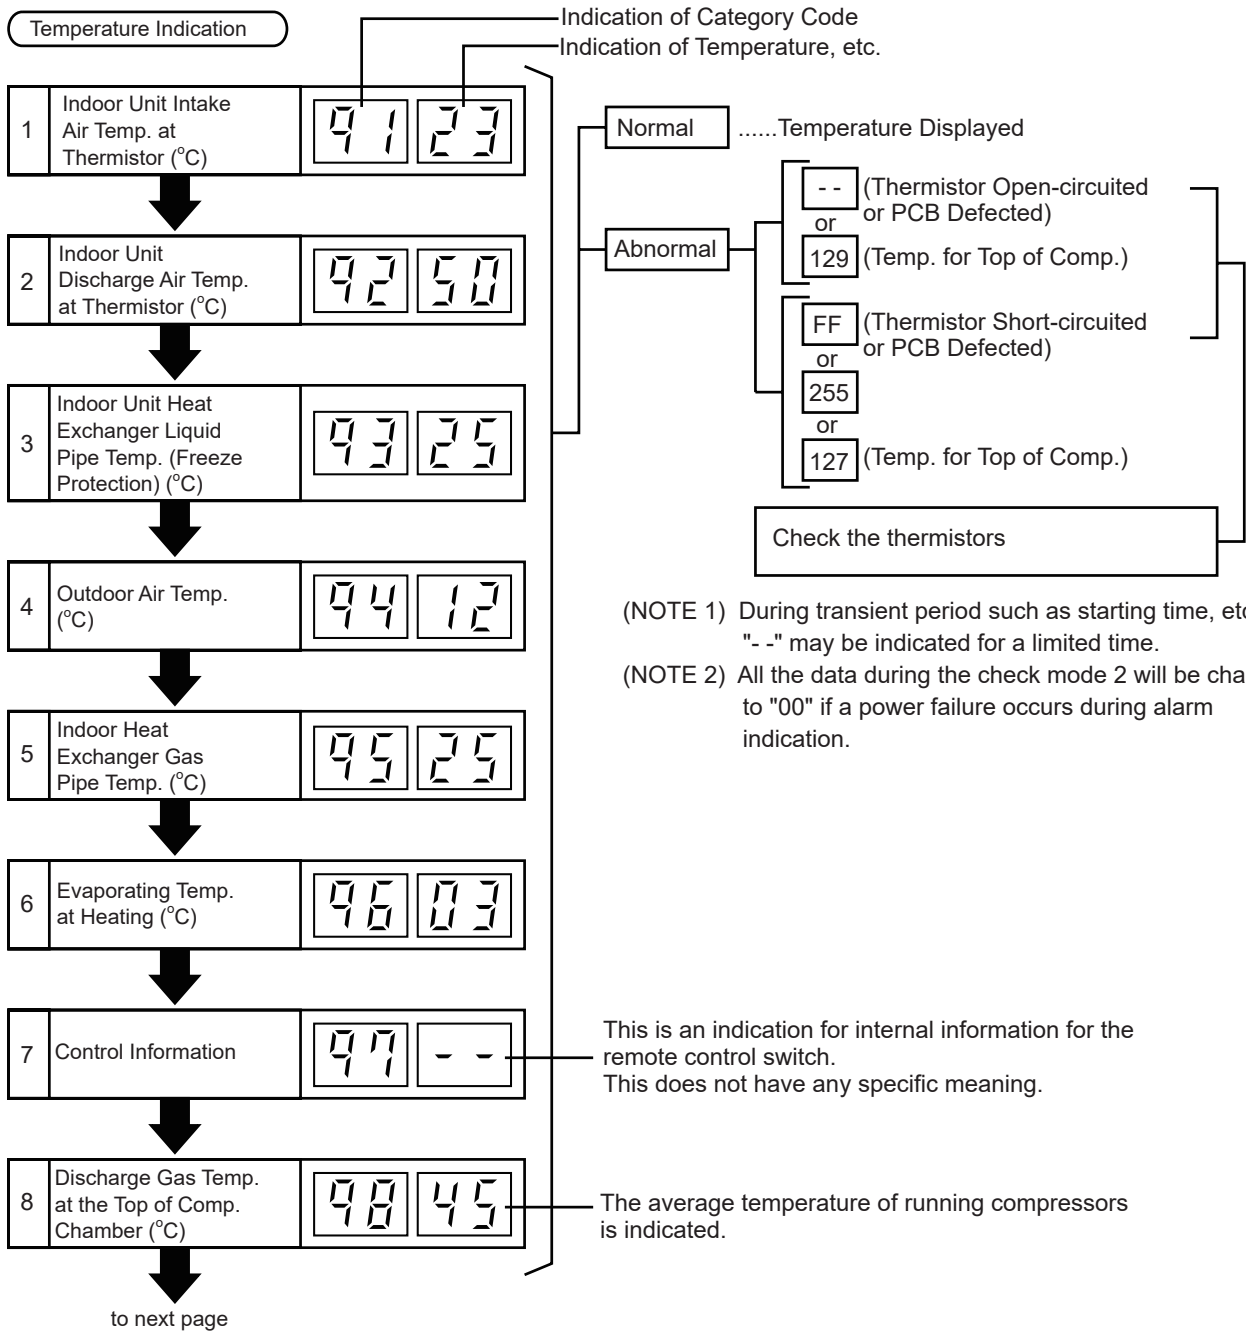 Temperature Indication
Indication of Category Code
Indication of Temperature, etc.
1
Indoor Unit Intake
Air Temp. at
Thermistor (°C)
91 23
2
Indoor Unit
Discharge Air Temp.
at Thermistor (°C)
92 50
3
Indoor Unit Heat
Exchanger Liquid
Pipe Temp. (Freeze
Protection) (°C)
93 25
4
Outdoor Air Temp.
(°C)
94 12
5
Indoor Heat
Exchanger Gas
Pipe Temp. (°C)
95 25
6
Evaporating Temp.
at Heating (°C)
96 03
7
Control Information
97 - -
8
Discharge Gas Temp.
at the Top of Comp.
Chamber (°C)
98 45
to next page
Normal ......Temperature Displayed
Abnormal
- - (Thermistor Open-circuited
or PCB Defected)
or
129 (Temp. for Top of Comp.)
FF (Thermistor Short-circuited
or PCB Defected)
or
255
or
127 (Temp. for Top of Comp.)
Check the thermistors
(NOTE 1) During transient period such as starting time,
"- -" may be indicated for a limited time.
(NOTE 2) All the data during the check mode 2 will be
to "00" if a power failure occurs during alarm
indication.
This is an indication for internal information for the
remote control switch.
This does not have any specific meaning.
The average temperature of running compressors
is indicated.